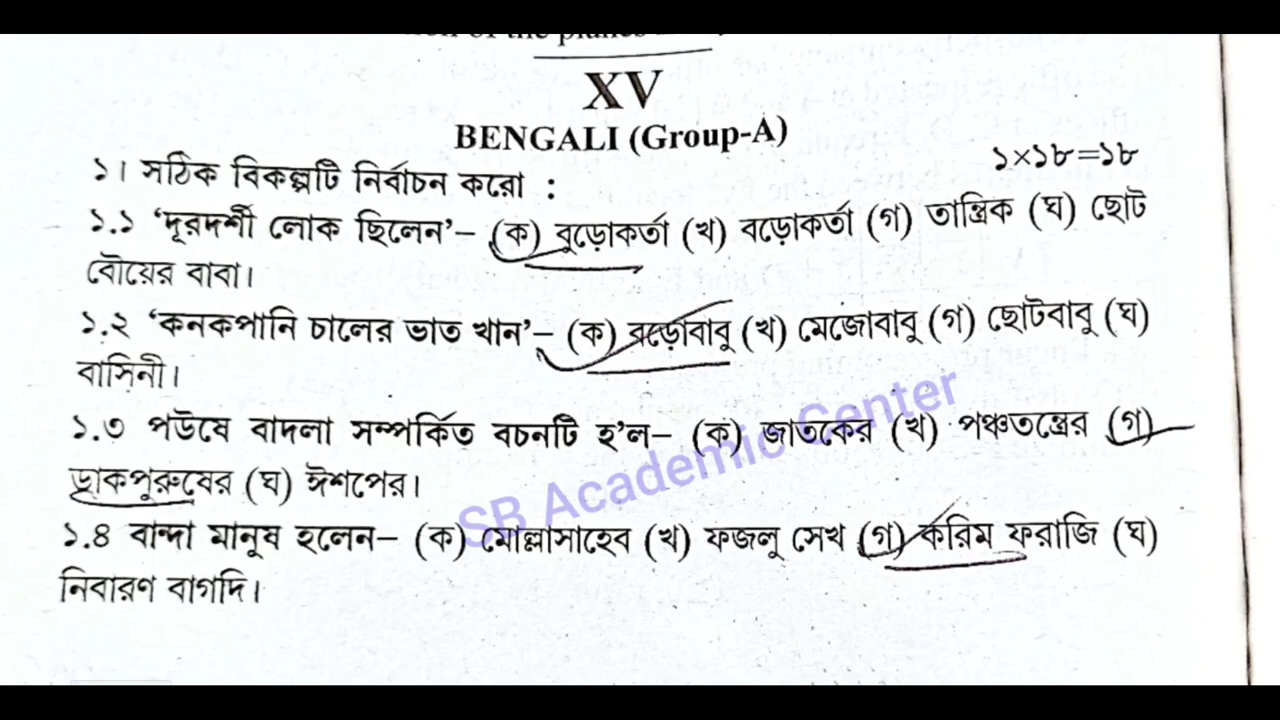 XV
BENGALI (Group-A)
১। সঠিক বিকল্পটি নির্বাচন করো : ১×১৮=১৮
১.১ ‘দূরদর্শী লোক ছিলেন’– (ক) বুড়োকর্তা (খ) বড়োকর্তা (গ) তান্ত্রিক (ঘ) ছোট
বৌয়ের বাবা।
১.২ ‘কনকপানি চালের ভাত খান’– (ক) বড়োবাবু (খ) মেজোবাবু (গ) ছোটবাবু (ঘ)
বাসিনী।
১.৩ পউষে বাদলা সম্পর্কিত বচনটি হ’ল– (ক) জাতকের (খ) পঞ্চতন্ত্রের (গ)
ডাকপুরুষের (ঘ) ঈশপের।
SB Academic Center
১.৪ বান্দা মানুষ হলেন– (ক) মোল্লাসাহেব (খ) ফজলু সেখ (গ) করিম ফরাজি (ঘ)
নিবারণ বাগদি।